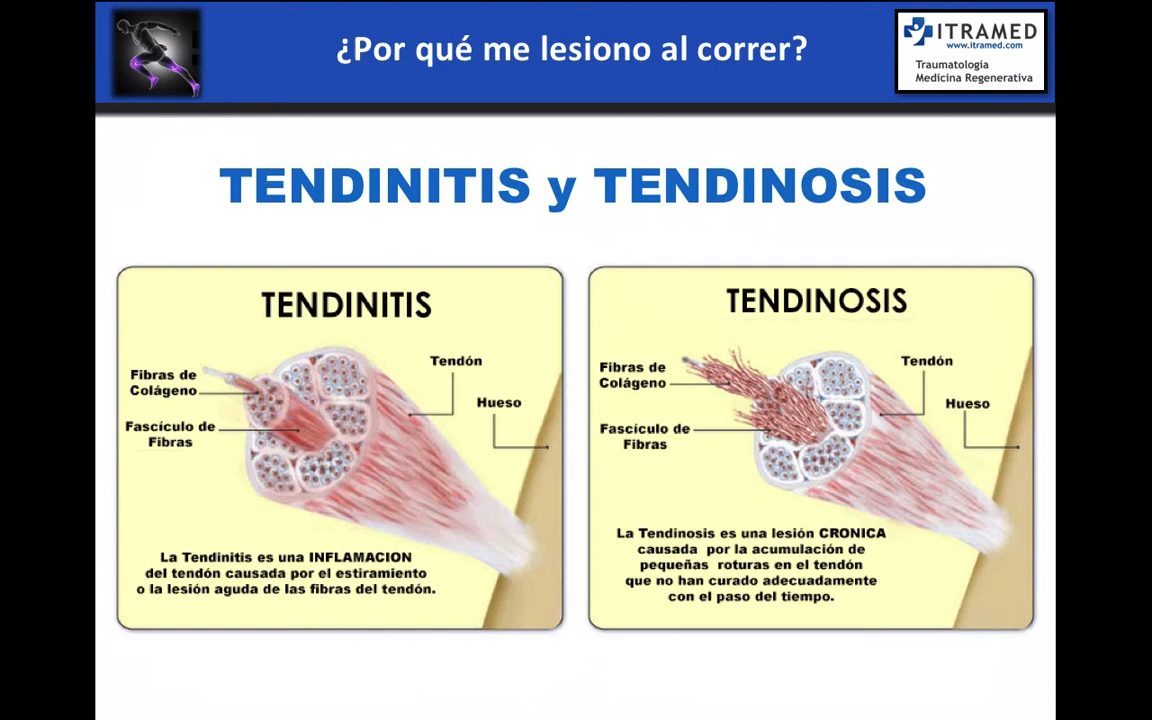 ¿Por qué me lesiono al correr?
ITRAMED
www.itramed.com
Traumatología
Medicina Regenerativa
TENDINITIS y TENDINOSIS
TENDINITIS
Fibras de
Colágeno
Fascículo de
Fibras
Tendón
Hueso
La Tendinitis es una INFLAMACION
del tendón causada por el estiramiento
o la lesión aguda de las fibras del tendón.
TENDINOSIS
Fibras de
Colágeno
Fascículo de
Fibras
Tendón
Hueso
La Tendinosis es una lesión CRONICA
causada por la acumulación de
pequeñas roturas en el tendón
que no han curado adecuadamente
con el paso del tiempo.